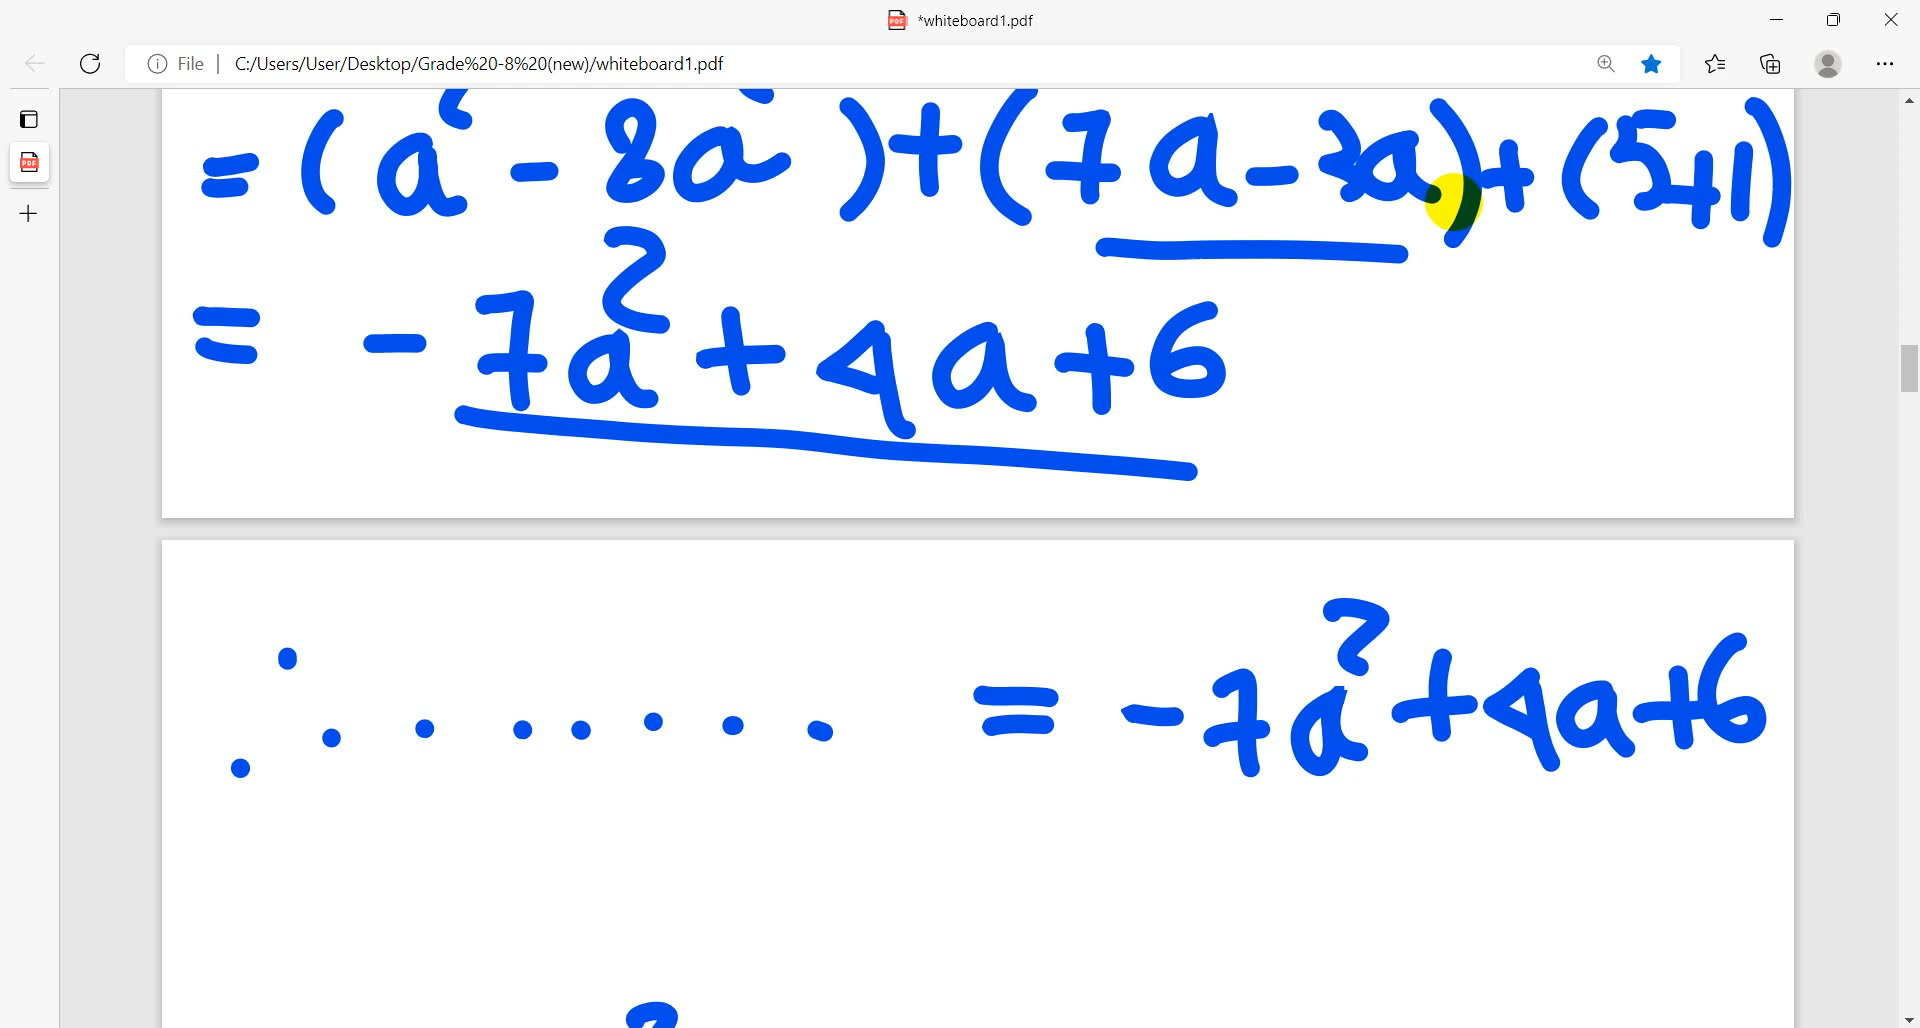 *whiteboard1.pdf
File | C:/Users/User/Desktop/Grade%20-8%20(new)/whiteboard1.pdf
= (a² - 8a²) + (7a - 3a) + (5+1)
= - 7a² + 4a + 6
. . . . . . . . . = - 7a² + 4a + 6